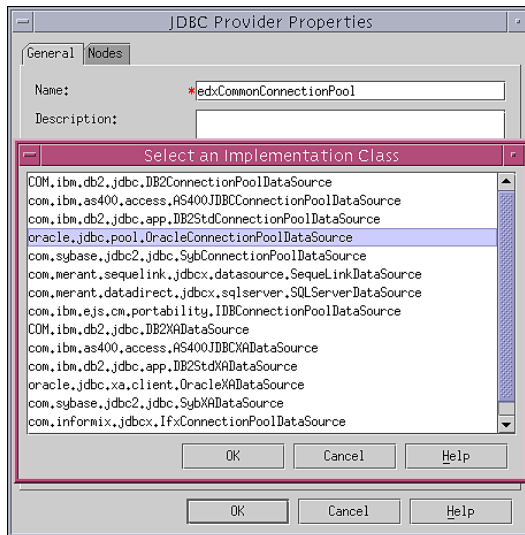 JDBC Provider Properties
General Nodes
Name: *edxCommonConnectionPool
Description:
Select an Implementation Class
COM.ibm.db2.jdbc.DB2ConnectionPoolDataSource
com.ibm.as400.access.AS400JDBCConnectionPoolDataSource
com.ibm.db2.jdbc.app.DB2StdConnectionPoolDataSource
oracle.jdbc.pool.OracleConnectionPoolDataSource
com.sybase.jdbc2.jdbc.SybConnectionPoolDataSource
com.merant.sequelink.jdbcx.datasource.SequeLinkDataSource
com.merant.datadirect.jdbcx.sqlserver.SQLServerDataSource
com.ibm.ejs.cm.portability.IDBConnectionPoolDataSource
COM.ibm.db2.jdbc.DB2XADataSource
com.ibm.as400.access.AS400JDBCXADataSource
com.ibm.db2.jdbc.app.DB2StdXADataSource
oracle.jdbc.xa.client.OracleXADataSource
com.sybase.jdbc2.jdbc.SybXADataSource
com.informix.jdbcx.IfxConnectionPoolDataSource
OK Cancel Help
OK Cancel Help